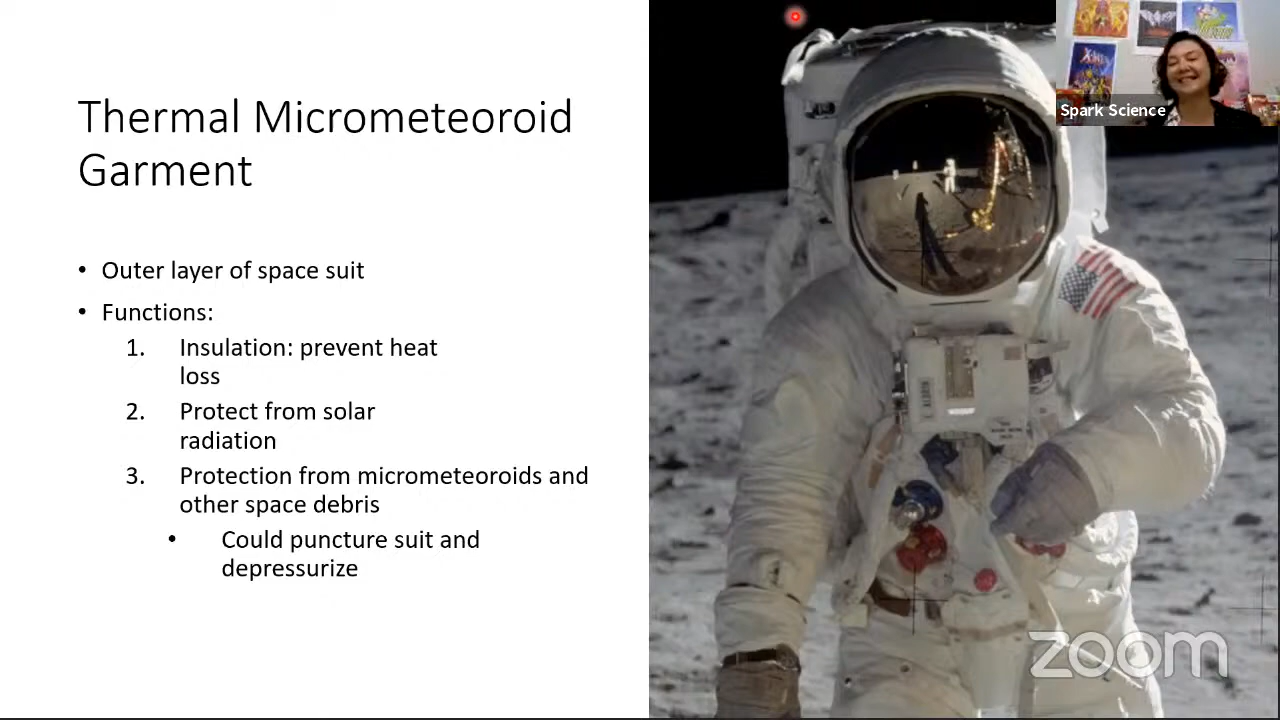 Thermal Micrometeoroid
Garment
• Outer layer of space suit
• Functions:
1. Insulation: prevent heat
loss
2. Protect from solar
radiation
3. Protection from micrometeoroids and
other space debris
• Could puncture suit and
depressurize
Spark Science
X-MEN
zoom